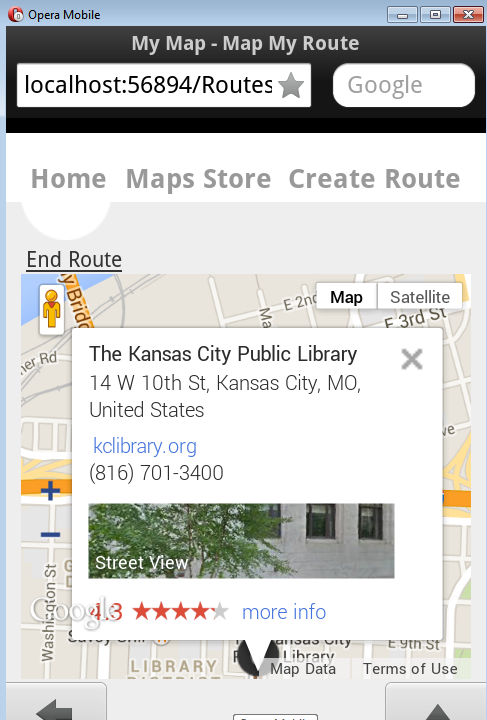 Opera Mobile
My Map - Map My Route
localhost:56894/Routes
Google
Home Maps Store Create Route
End Route
Map Satellite
E 2nd
E 3rd St
The Kansas City Public Library
14 W 10th St, Kansas City, MO,
United States
kclibrary.org
(816) 701-3400
Street View
Google
4.3 more info
Washington St
E 9th St
LIBRARY
Library
Map Data Terms of Use